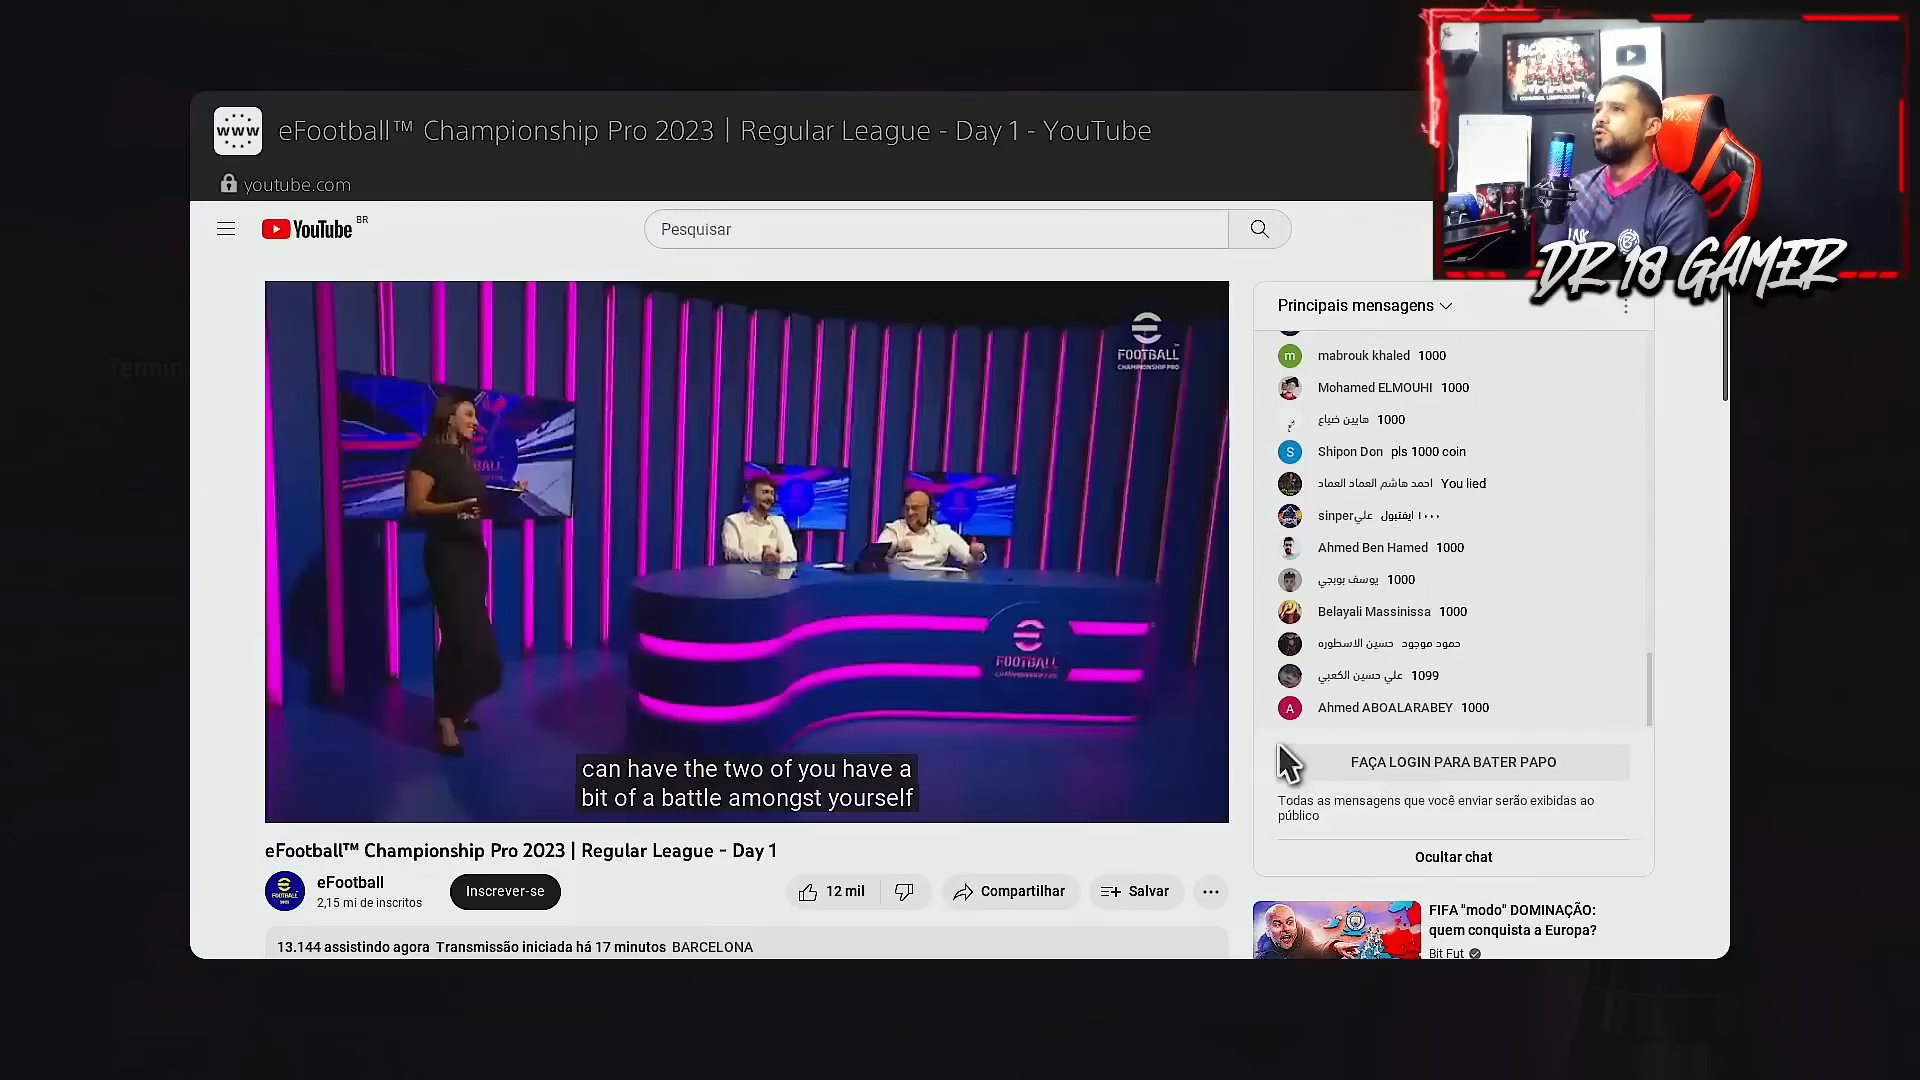 www
eFootball™ Championship Pro 2023 | Regular League - Day 1 - YouTube
youtube.com
YouTube BR
Pesquisar
DR 18 GAMER
FOOTBALL™
CHAMPIONSHIP PRO
FOOTBALL
can have the two of you have a
bit of a battle amongst yourself
Principais mensagens
m mabrouk khaled 1000
Mohamed ELMOUHI 1000
هايبن ضياع 1000
S Shipon Don pls 1000 coin
احمد هاشم العماد العماد You lied
sinperعلي ١٠٠٠ ايفتبول
Ahmed Ben Hamed 1000
يوسف بوبجي 1000
Belayali Massinissa 1000
حسين الاسطوره حمود موجود
علي حسين الكعبي 1099
A Ahmed ABOALARABEY 1000
FAÇA LOGIN PARA BATER PAPO
Todas as mensagens que você enviar serão exibidas ao
público
Ocultar chat
eFootball™ Championship Pro 2023 | Regular League - Day 1
eFootball
2,15 mi de inscritos
Inscrever-se
12 mil
Compartilhar
Salvar
13.144 assistindo agora Transmissão iniciada há 17 minutos BARCELONA
FIFA "modo" DOMINAÇÃO:
quem conquista a Europa?
Bit Fut